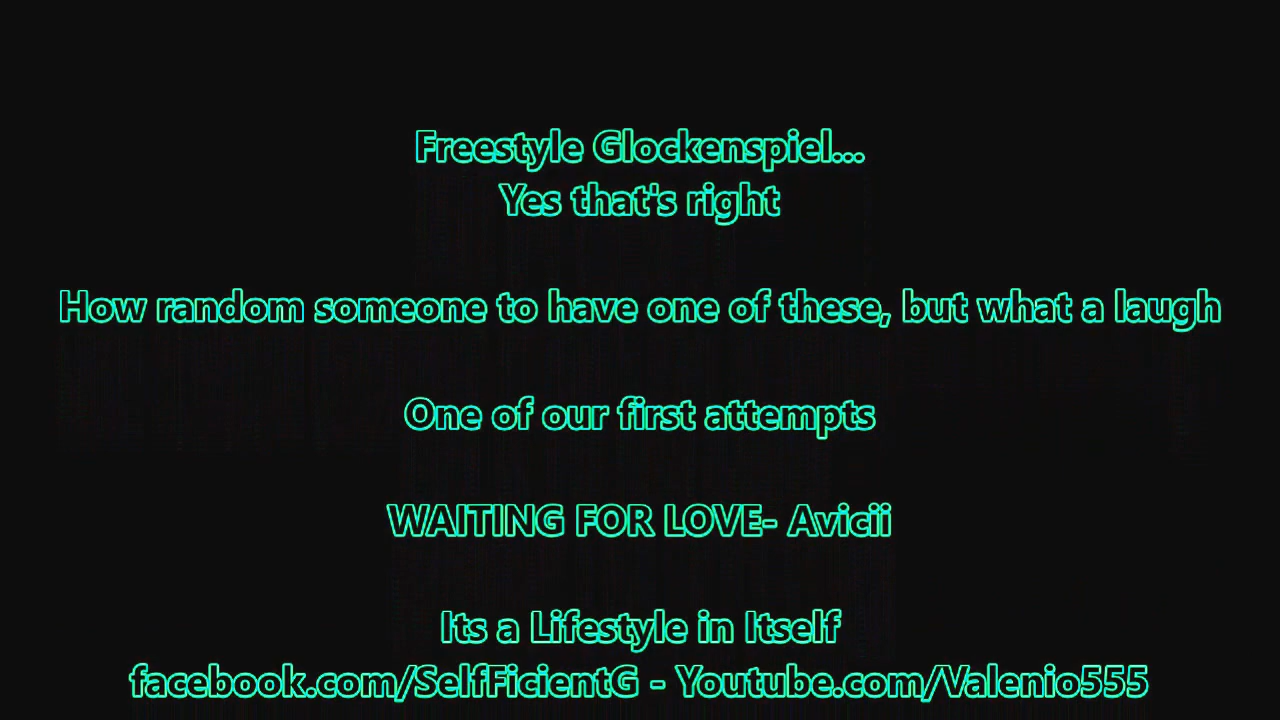 Freestyle Glockenspiel...
Yes that's right
How random someone to have one of these, but what a laugh
One of our first attempts
WAITING FOR LOVE- Avicii
Its a Lifestyle in Itself
facebook.com/SelfFicientG - Youtube.com/Valenio555